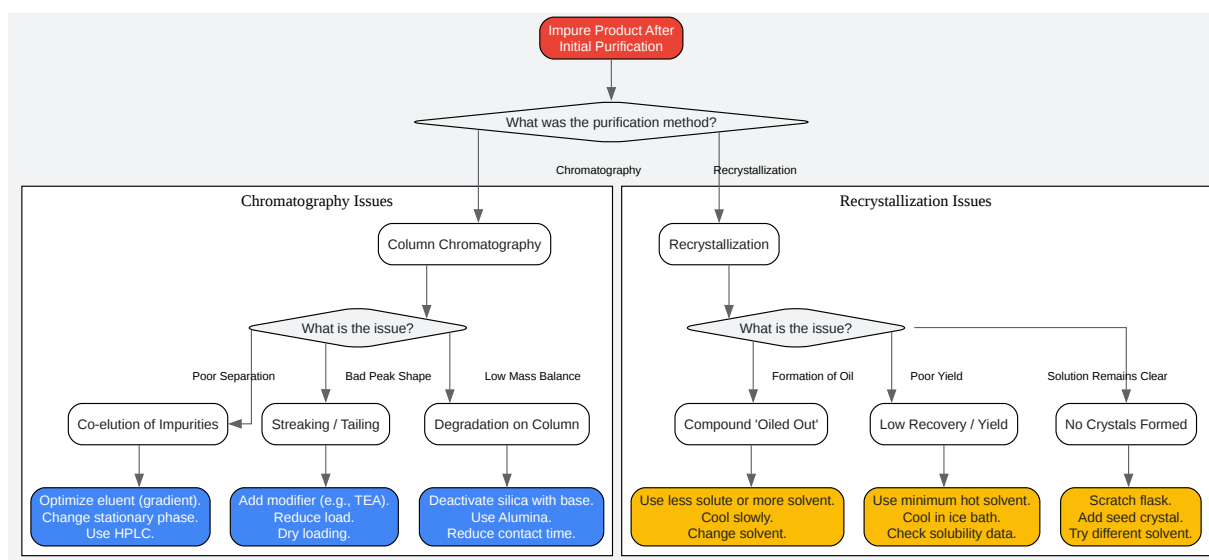 Impure Product After
Initial Purification
What was the purification method?
Chromatography
Recrystallization
Chromatography Issues
Recrystallization Issues
Column Chromatography
Recrystallization
What is the issue?
What is the issue?
Poor Separation
Bad Peak Shape
Low Mass Balance
Formation of Oil
Poor Yield
Solution Remains Clear
Co-elution of Impurities
Streaking / Tailing
Degradation on Column
Compound 'Oiled Out'
Low Recovery / Yield
No Crystals Formed
Optimize eluent (gradient).
Change stationary phase.
Use HPLC.
Add modifier (e.g., TEA).
Reduce load.
Dry loading.
Deactivate silica with base.
Use Alumina.
Reduce contact time.
Use less solute or more solvent.
Cool slowly.
Change solvent.
Use minimum hot solvent.
Cool in ice bath.
Check solubility data.
Scratch flask.
Add seed crystal.
Try different solvent.